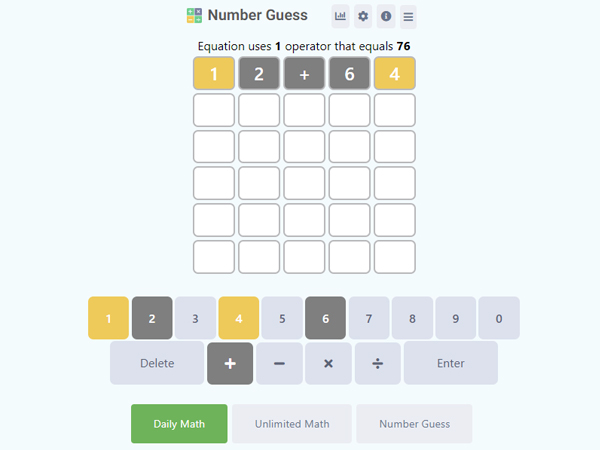 Number Guess
Equation uses 1 operator that equals 76
1 2 + 6 4
1 2 3 4 5 6 7 8 9 0
Delete + − × ÷ Enter
Daily Math Unlimited Math Number Guess